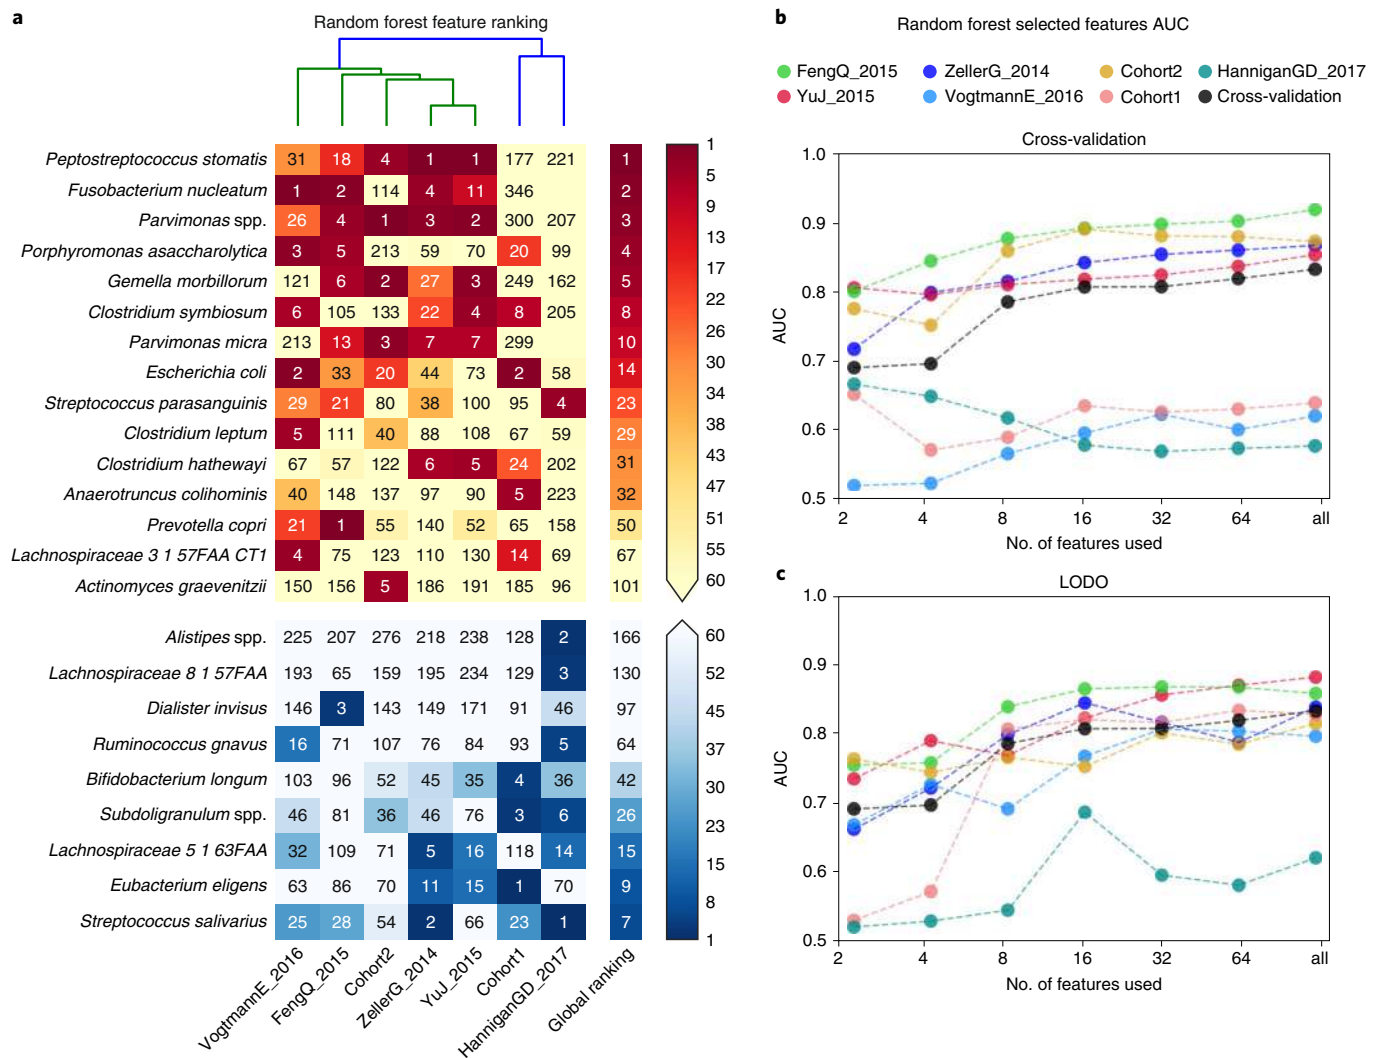 a
Random forest feature ranking
Peptostreptococcus stomatis 31 18 4 1 1 177 221 1
Fusobacterium nucleatum 1 2 114 4 11 346 2
Parvimonas spp. 26 4 1 3 2 300 207 3
Porphyromonas asaccharolytica 3 5 213 59 70 20 99 4
Gemella morbillorum 121 6 2 27 3 249 162 5
Clostridium symbiosum 6 105 133 22 4 8 205 8
Parvimonas micra 213 13 3 7 7 299 10
Escherichia coli 2 33 20 44 73 2 58 14
Streptococcus parasanguinis 29 21 80 38 100 95 4 23
Clostridium leptum 5 111 40 88 108 67 59 29
Clostridium hathewayi 67 57 122 6 5 24 202 31
Anaerotruncus colihominis 40 148 137 97 90 5 223 32
Prevotella copri 21 1 55 140 52 65 158 50
Lachnospiraceae 3 1 57FAA CT1 4 75 123 110 130 14 69 67
Actinomyces graevenitzii 150 156 5 186 191 185 96 101
1
5
9
13
17
22
26
30
34
38
43
47
51
55
60
Alistipes spp. 225 207 276 218 238 128 2 166
Lachnospiraceae 8 1 57FAA 193 65 159 195 234 129 3 130
Dialister invisus 146 3 143 149 171 91 46 97
Ruminococcus gnavus 16 71 107 76 84 93 5 64
Bifidobacterium longum 103 96 52 45 35 4 36 42
Subdoligranulum spp. 46 81 36 46 76 3 6 26
Lachnospiraceae 5 1 63FAA 32 109 71 5 16 118 14 15
Eubacterium eligens 63 86 70 11 15 1 70 9
Streptococcus salivarius 25 28 54 2 66 23 1 7
60
52
45
37
30
23
15
8
1
VogtmannE_2016
FengQ_2015
Cohort2
ZellerG_2014
YuJ_2015
Cohort1
HanniganGD_2017
Global ranking
b
Random forest selected features AUC
FengQ_2015 ZellerG_2014 Cohort2 HanniganGD_2017
YuJ_2015 VogtmannE_2016 Cohort1 Cross-validation
Cross-validation
1.0
0.9
0.8
0.7
0.6
0.5
AUC
2 4 8 16 32 64 all
No. of features used
c
LODO
1.0
0.9
0.8
0.7
0.6
0.5
AUC
2 4 8 16 32 64 all
No. of features used